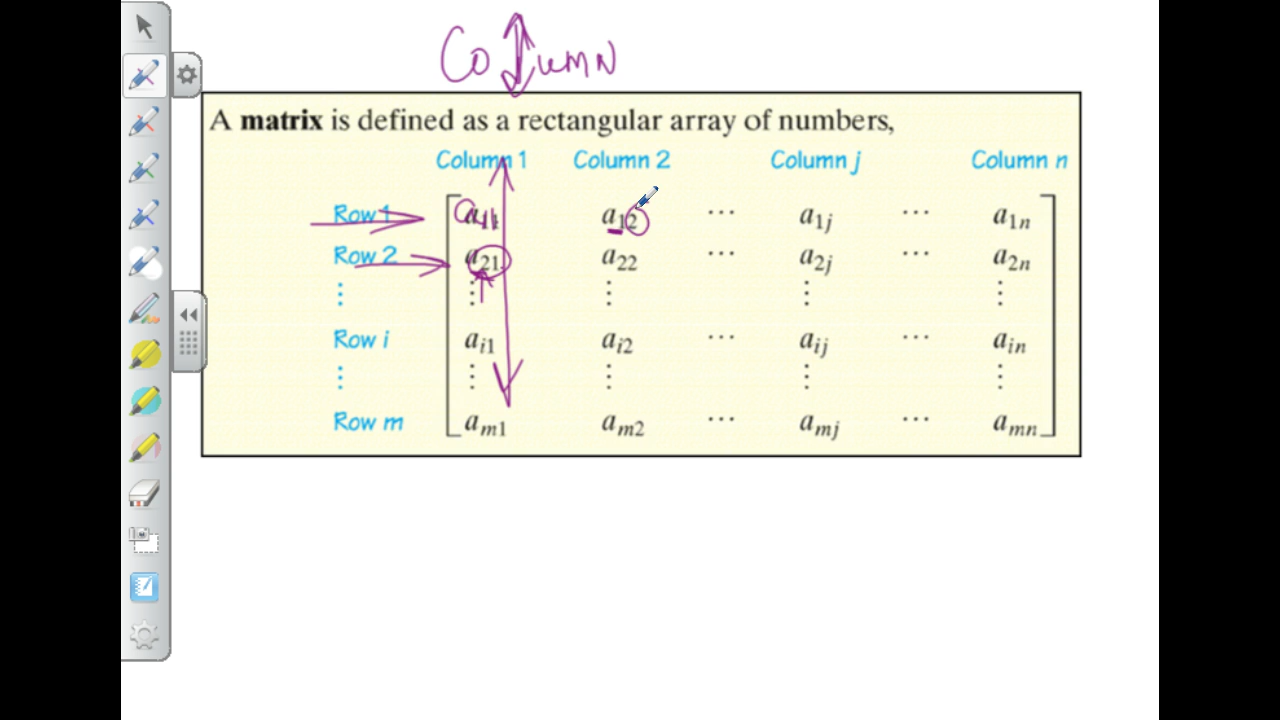 Column
A matrix is defined as a rectangular array of numbers,
Column 1 Column 2 Column j Column n
Row 1 a11 a12 ... a1j ... a1n
Row 2 a21 a22 ... a2j ... a2n
⋮ ⋮ ⋮ ⋮ ⋮
Row i ai1 ai2 ... aij ... ain
⋮ ⋮ ⋮ ⋮ ⋮
Row m am1 am2 ... amj ... amn